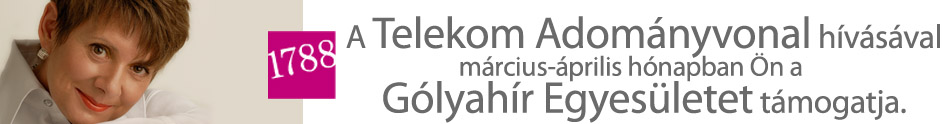 1788
A Telekom Adományvonal hívásával
március-április hónapban Ön a
Gólyahír Egyesületet támogatja.